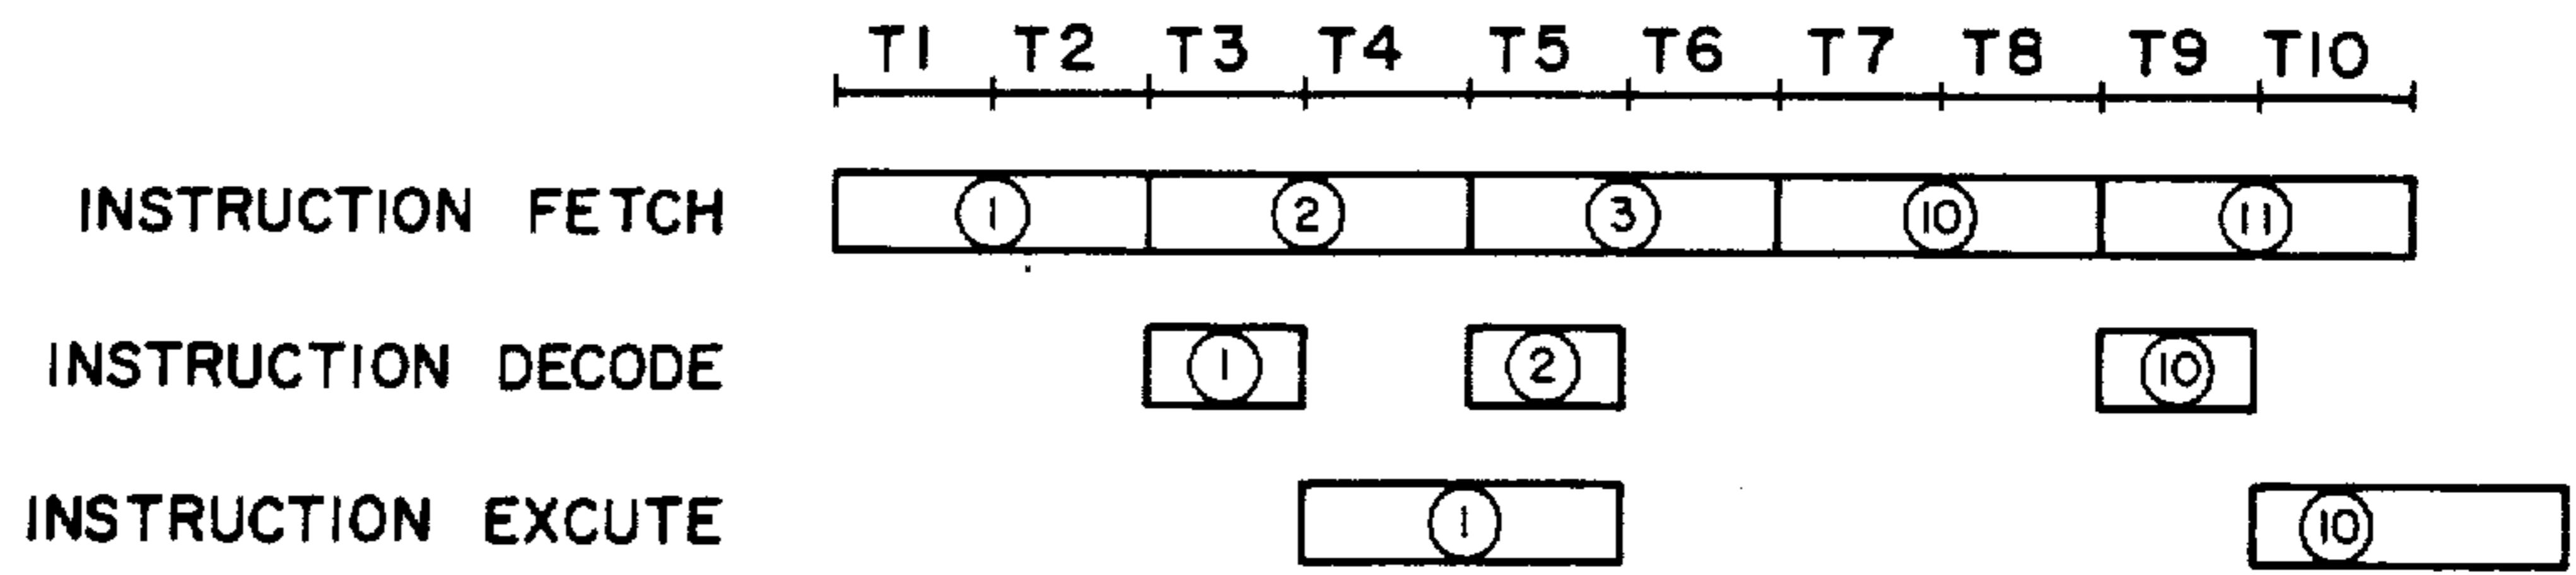 T1 T2 T3 T4 T5 T6 T7 T8 T9 T10
INSTRUCTION FETCH 1 2 3 10 11
INSTRUCTION DECODE 1 2 10
INSTRUCTION EXCUTE 1 10